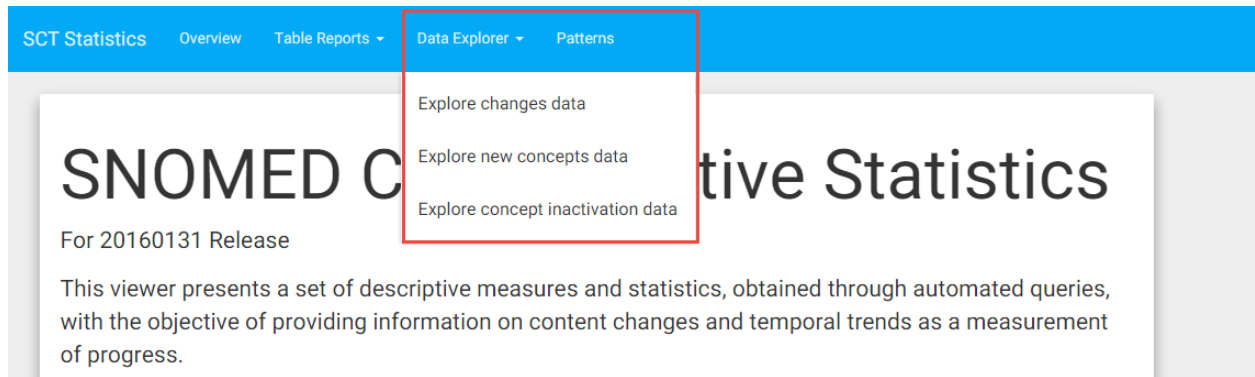 SCT Statistics Overview Table Reports Data Explorer Patterns
Explore changes data
Explore new concepts data
Explore concept inactivation data
SNOMED C tive Statistics
For 20160131 Release
This viewer presents a set of descriptive measures and statistics, obtained through automated queries,
with the objective of providing information on content changes and temporal trends as a measurement
of progress.